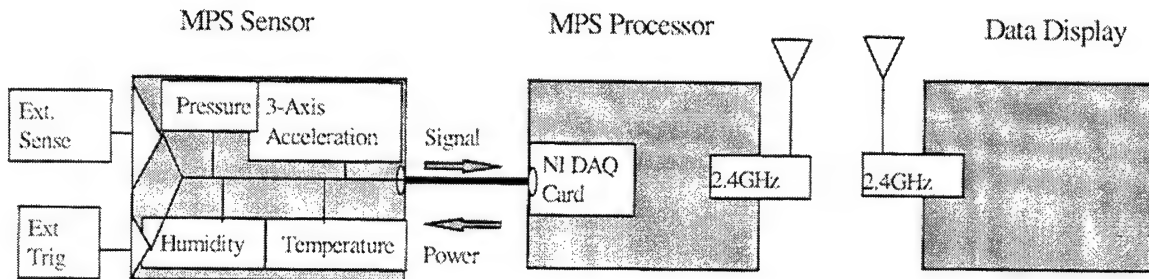 MPS Sensor
MPS Processor
Data Display
Ext.
Sense
Pressure
3-Axis
Acceleration
Signal
NI DAQ
Card
2.4GHz
2.4GHz
Ext
Trig
Humidity
Temperature
Power